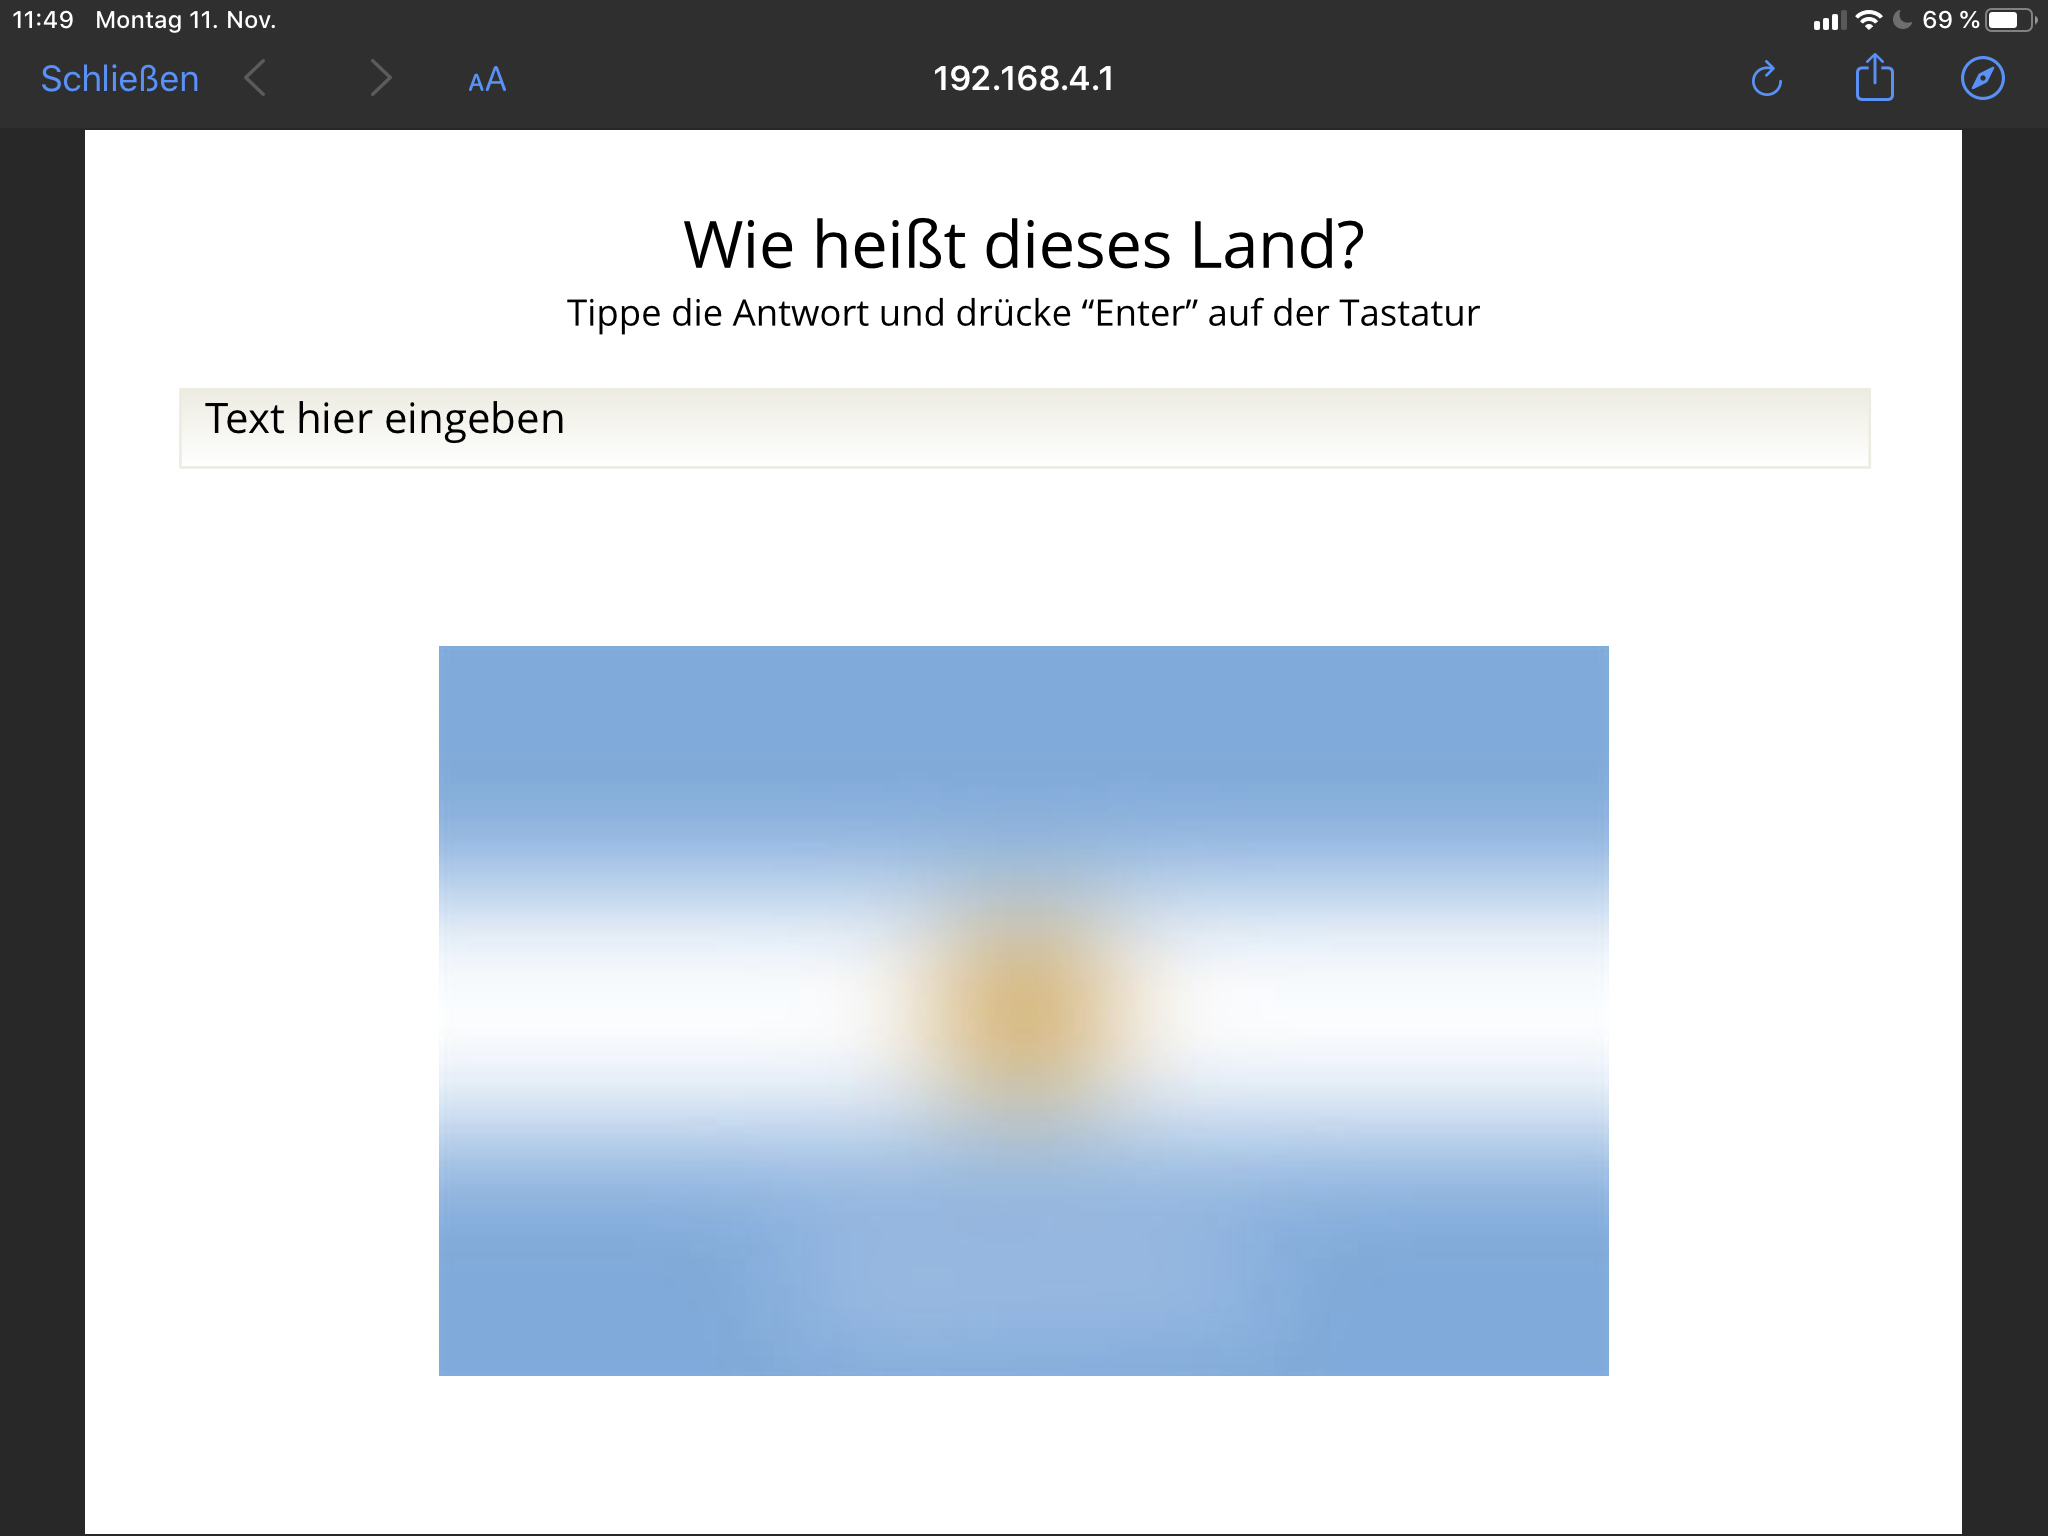 11:49 Montag 11. Nov.
69 %
Schließen
AA
192.168.4.1
Wie heißt dieses Land?
Tippe die Antwort und drücke “Enter” auf der Tastatur
Text hier eingeben